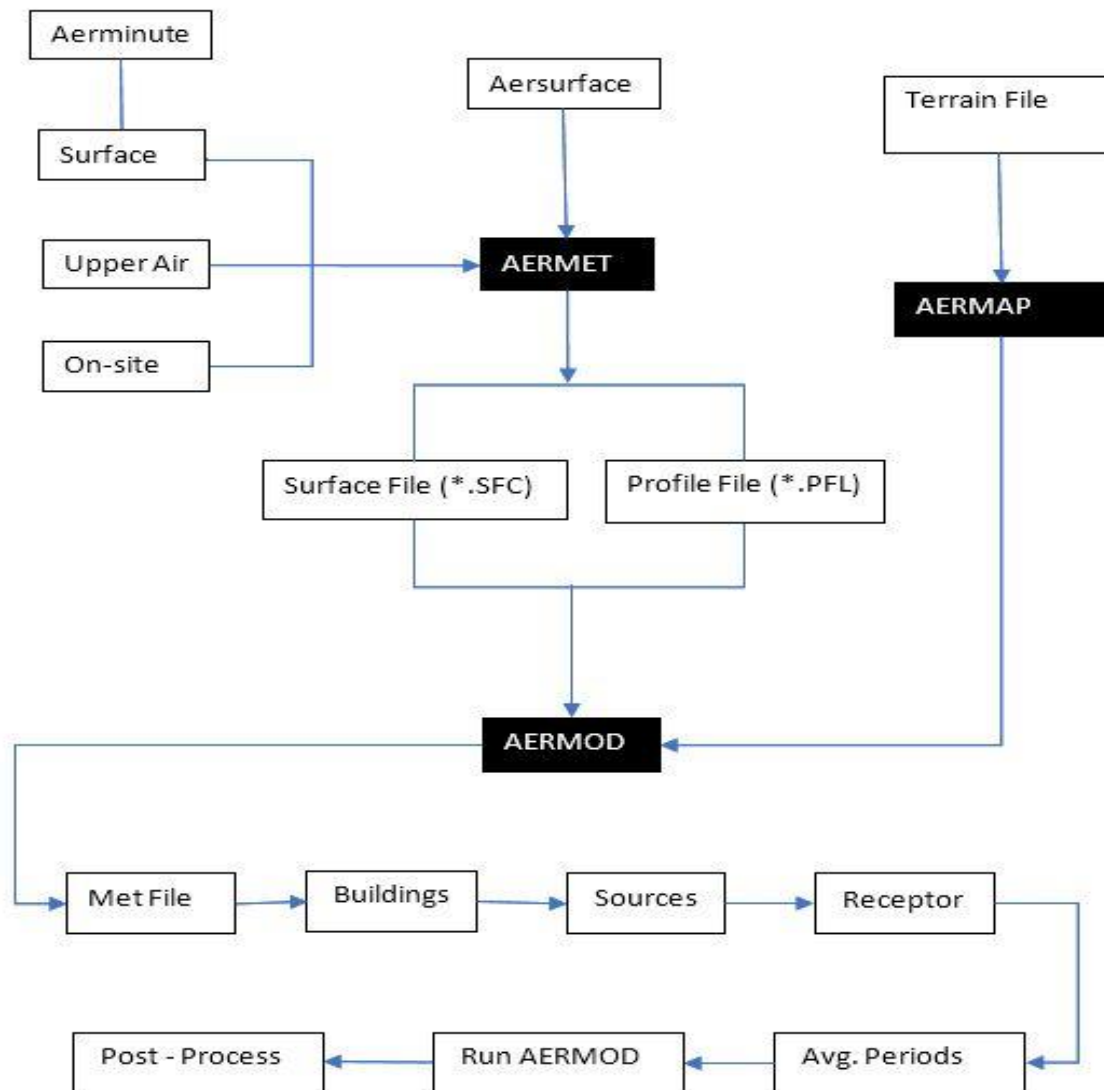 Aerminute
Aersurface
Terrain File
Surface
Upper Air
AERMET
AERMAP
On-site
Surface File (*.SFC)
Profile File (*.PFL)
AERMOD
Met File
Buildings
Sources
Receptor
Post - Process
Run AERMOD
Avg. Periods